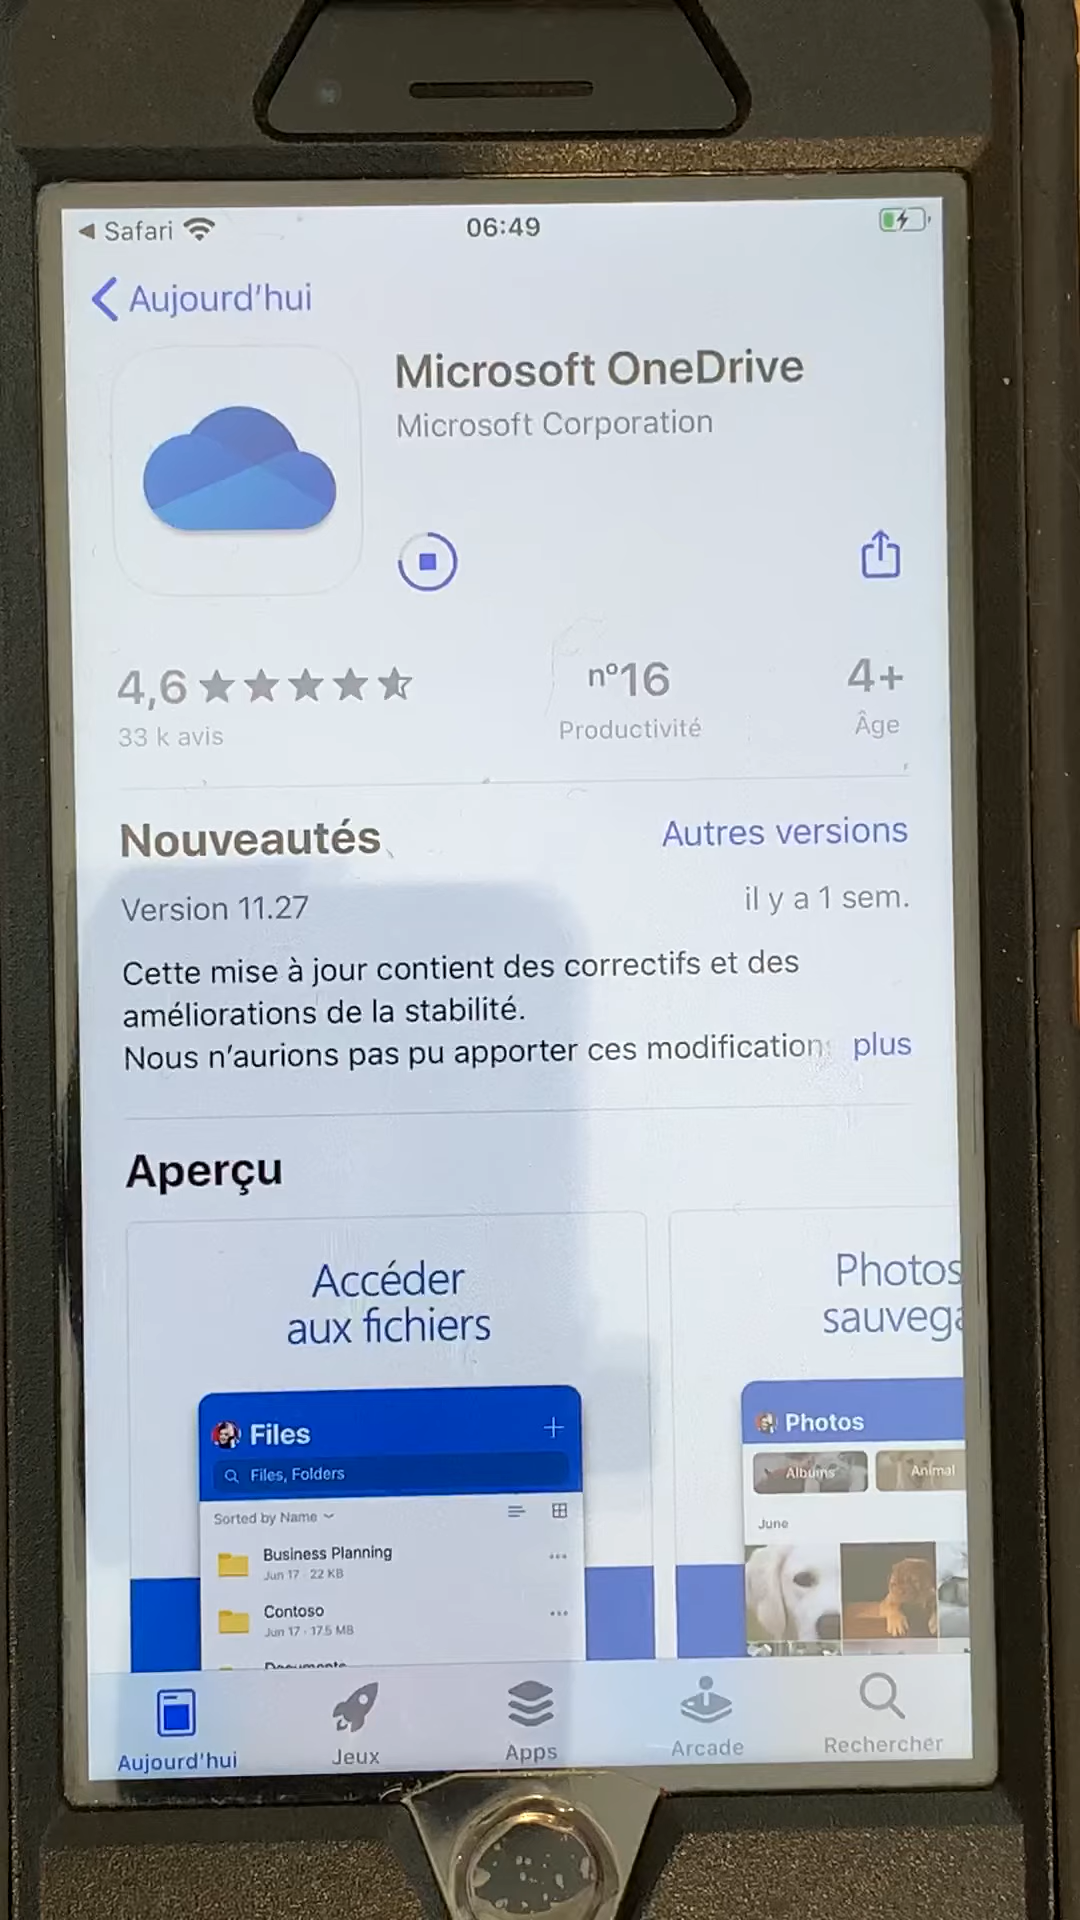 ◀ Safari
06:49
Aujourd'hui
Microsoft OneDrive
Microsoft Corporation
4,6
33 k avis
nº16
Productivité
4+
Âge
Nouveautés
Autres versions
Version 11.27
il y a 1 sem.
Cette mise à jour contient des correctifs et des
améliorations de la stabilité.
Nous n'aurions pas pu apporter ces modification
plus
Aperçu
Accéder
aux fichiers
Files
Files, Folders
Sorted by Name
Business Planning
Jun 17 · 22 KB
Contoso
Jun 17 · 17.5 MB
Photos
sauveg
Photos
Albums
Animal
June
Aujourd'hui
Jeux
Apps
Arcade
Rechercher